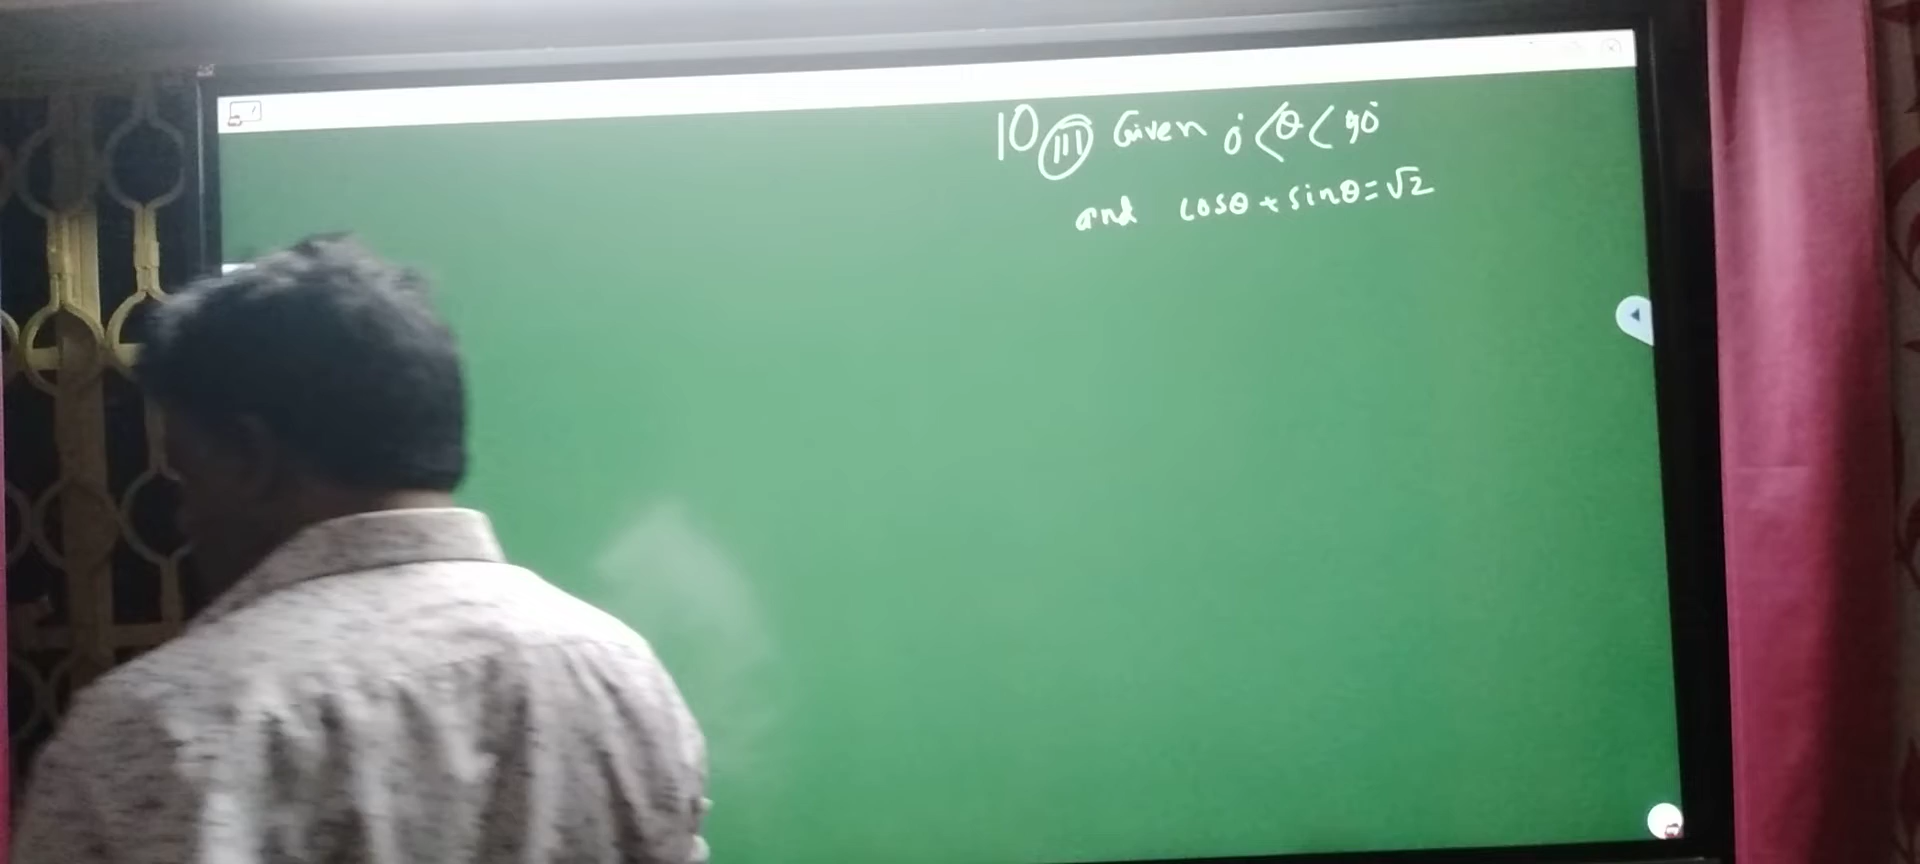 10 (iii) Given 0° < θ < 90°
and cosθ + sinθ = √2